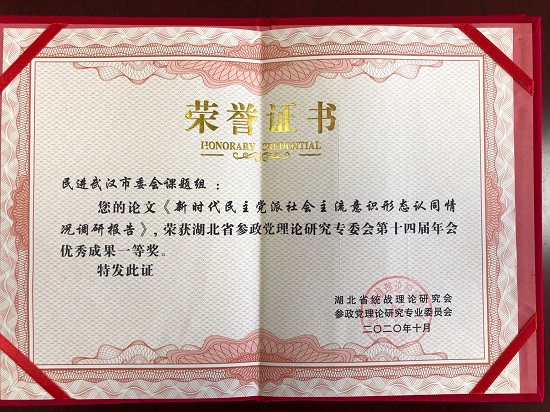 荣誉证书
HONORARY CREDENTIAL
民进武汉市委会课题组：
您的论文《新时代民主党派社会主流意识形态认同情
况调研报告》，荣获湖北省参政党理论研究专委会第十四届年会
优秀成果一等奖。
特发此证
湖北省统战理论研究会
参政党理论研究专业委员会
二〇二〇年十月